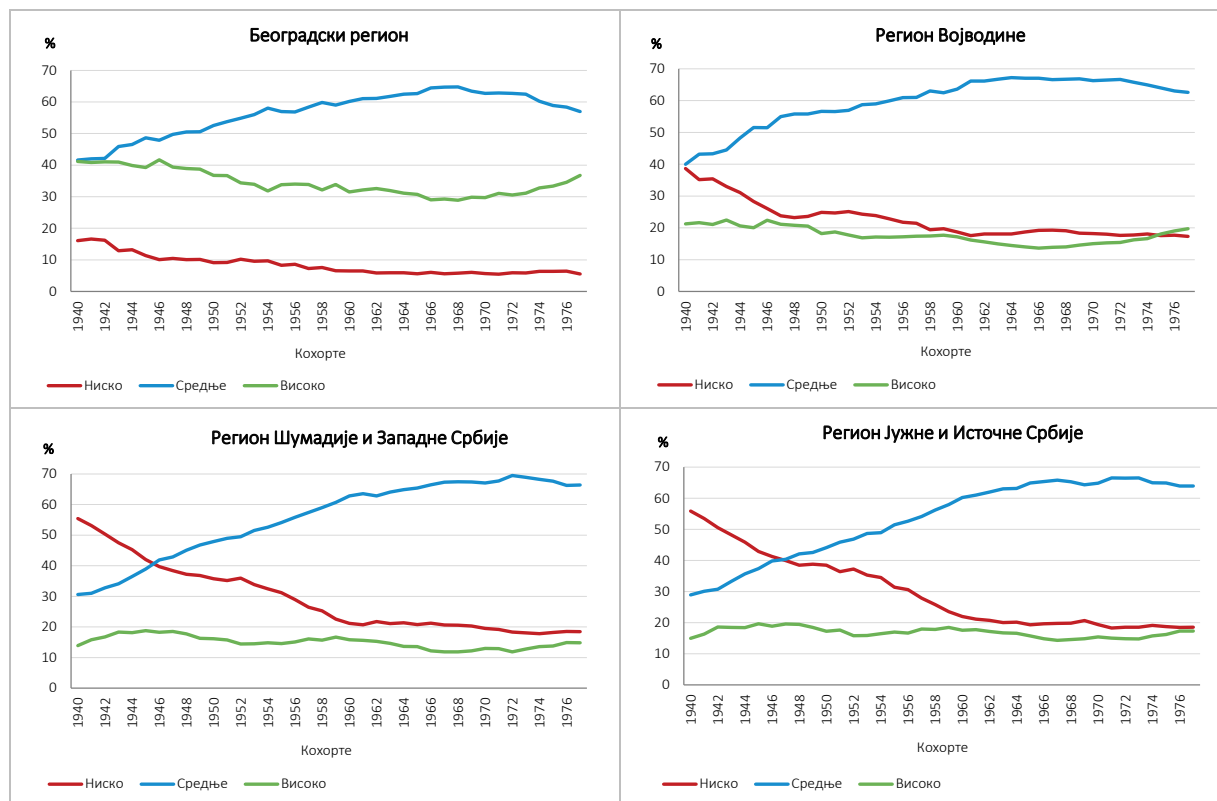 Београдски регион
%
70
60
50
40
30
20
10
0
1940 1942 1944 1946 1948 1950 1952 1954 1956 1958 1960 1962 1964 1966 1968 1970 1972 1974 1976
Кохорте
Ниско Средње Високо
Регион Војводине
%
70
60
50
40
30
20
10
0
1940 1942 1944 1946 1948 1950 1952 1954 1956 1958 1960 1962 1964 1966 1968 1970 1972 1974 1976
Кохорте
Ниско Средње Високо
Регион Шумадије и Западне Србије
%
70
60
50
40
30
20
10
0
1940 1942 1944 1946 1948 1950 1952 1954 1956 1958 1960 1962 1964 1966 1968 1970 1972 1974 1976
Кохорте
Ниско Средње Високо
Регион Јужне и Источне Србије
%
70
60
50
40
30
20
10
0
1940 1942 1944 1946 1948 1950 1952 1954 1956 1958 1960 1962 1964 1966 1968 1970 1972 1974 1976
Кохорте
Ниско Средње Високо